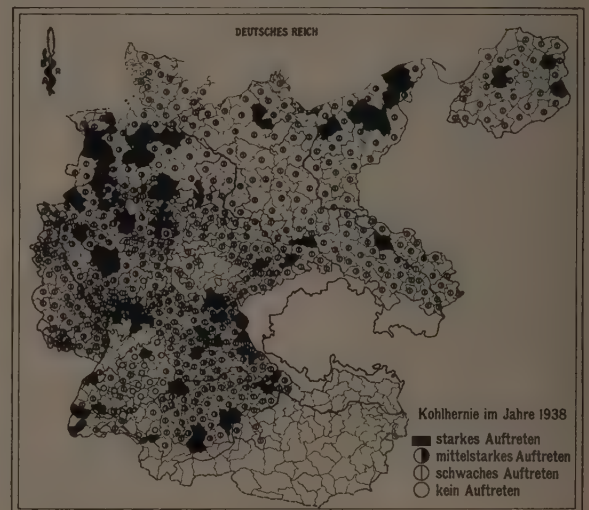 DEUTSCHES REICH
Kohlhernie im Jahre 1938
starkes Auftreten
mittelstarkes Auftreten
schwaches Auftreten
kein Auftreten